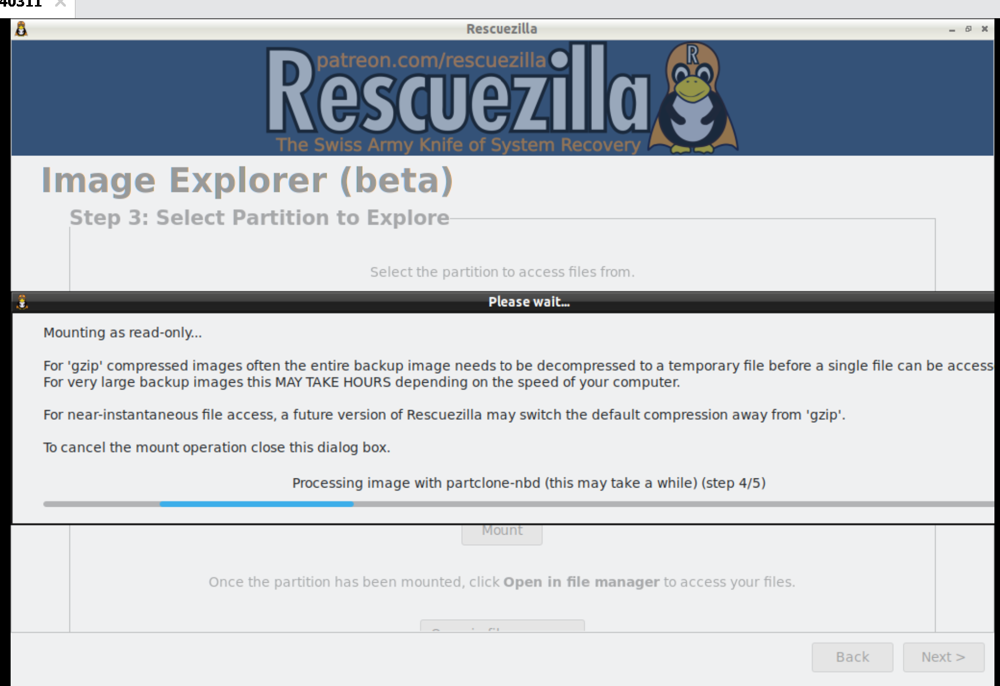 40311
Rescuezilla
patreon.com/rescuezilla
Rescuezilla
R
The Swiss Army Knife of System Recovery
Image Explorer (beta)
Step 3: Select Partition to Explore
Select the partition to access files from.
Please wait...
Mounting as read-only...
For 'gzip' compressed images often the entire backup image needs to be decompressed to a temporary file before a single file can be access
For very large backup images this MAY TAKE HOURS depending on the speed of your computer.
For near-instantaneous file access, a future version of Rescuezilla may switch the default compression away from 'gzip'.
To cancel the mount operation close this dialog box.
Processing image with partclone-nbd (this may take a while) (step 4/5)
Mount
Once the partition has been mounted, click Open in file manager to access your files.
Back
Next >